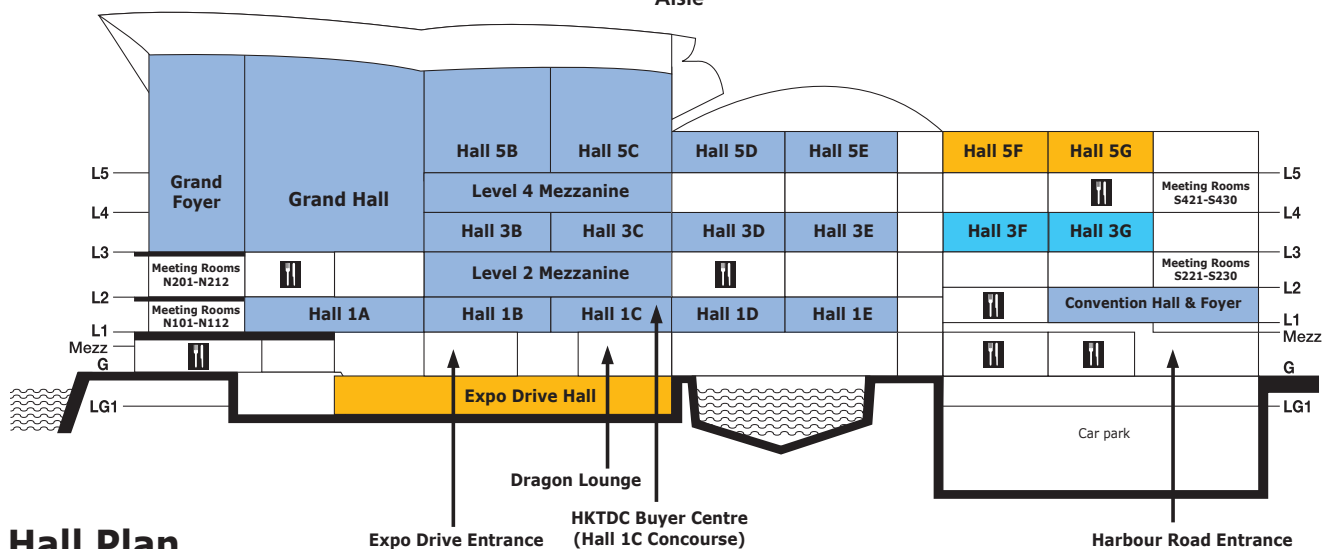 Aisle
Hall 5B
Hall 5C
Hall 5D
Hall 5E
Hall 5F
Hall 5G
L5
L5
Grand
Foyer
Grand Hall
Level 4 Mezzanine
Meeting Rooms
S421-S430
L4
L4
Hall 3B
Hall 3C
Hall 3D
Hall 3E
Hall 3F
Hall 3G
L3
L3
Meeting Rooms
N201-N212
Level 2 Mezzanine
Meeting Rooms
S221-S230
L2
L2
Meeting Rooms
N101-N112
Hall 1A
Hall 1B
Hall 1C
Hall 1D
Hall 1E
Convention Hall & Foyer
L1
L1
Mezz
Mezz
G
G
Expo Drive Hall
LG1
LG1
Car park
Dragon Lounge
HKTDC Buyer Centre
(Hall 1C Concourse)
Expo Drive Entrance
Harbour Road Entrance
Hall Plan